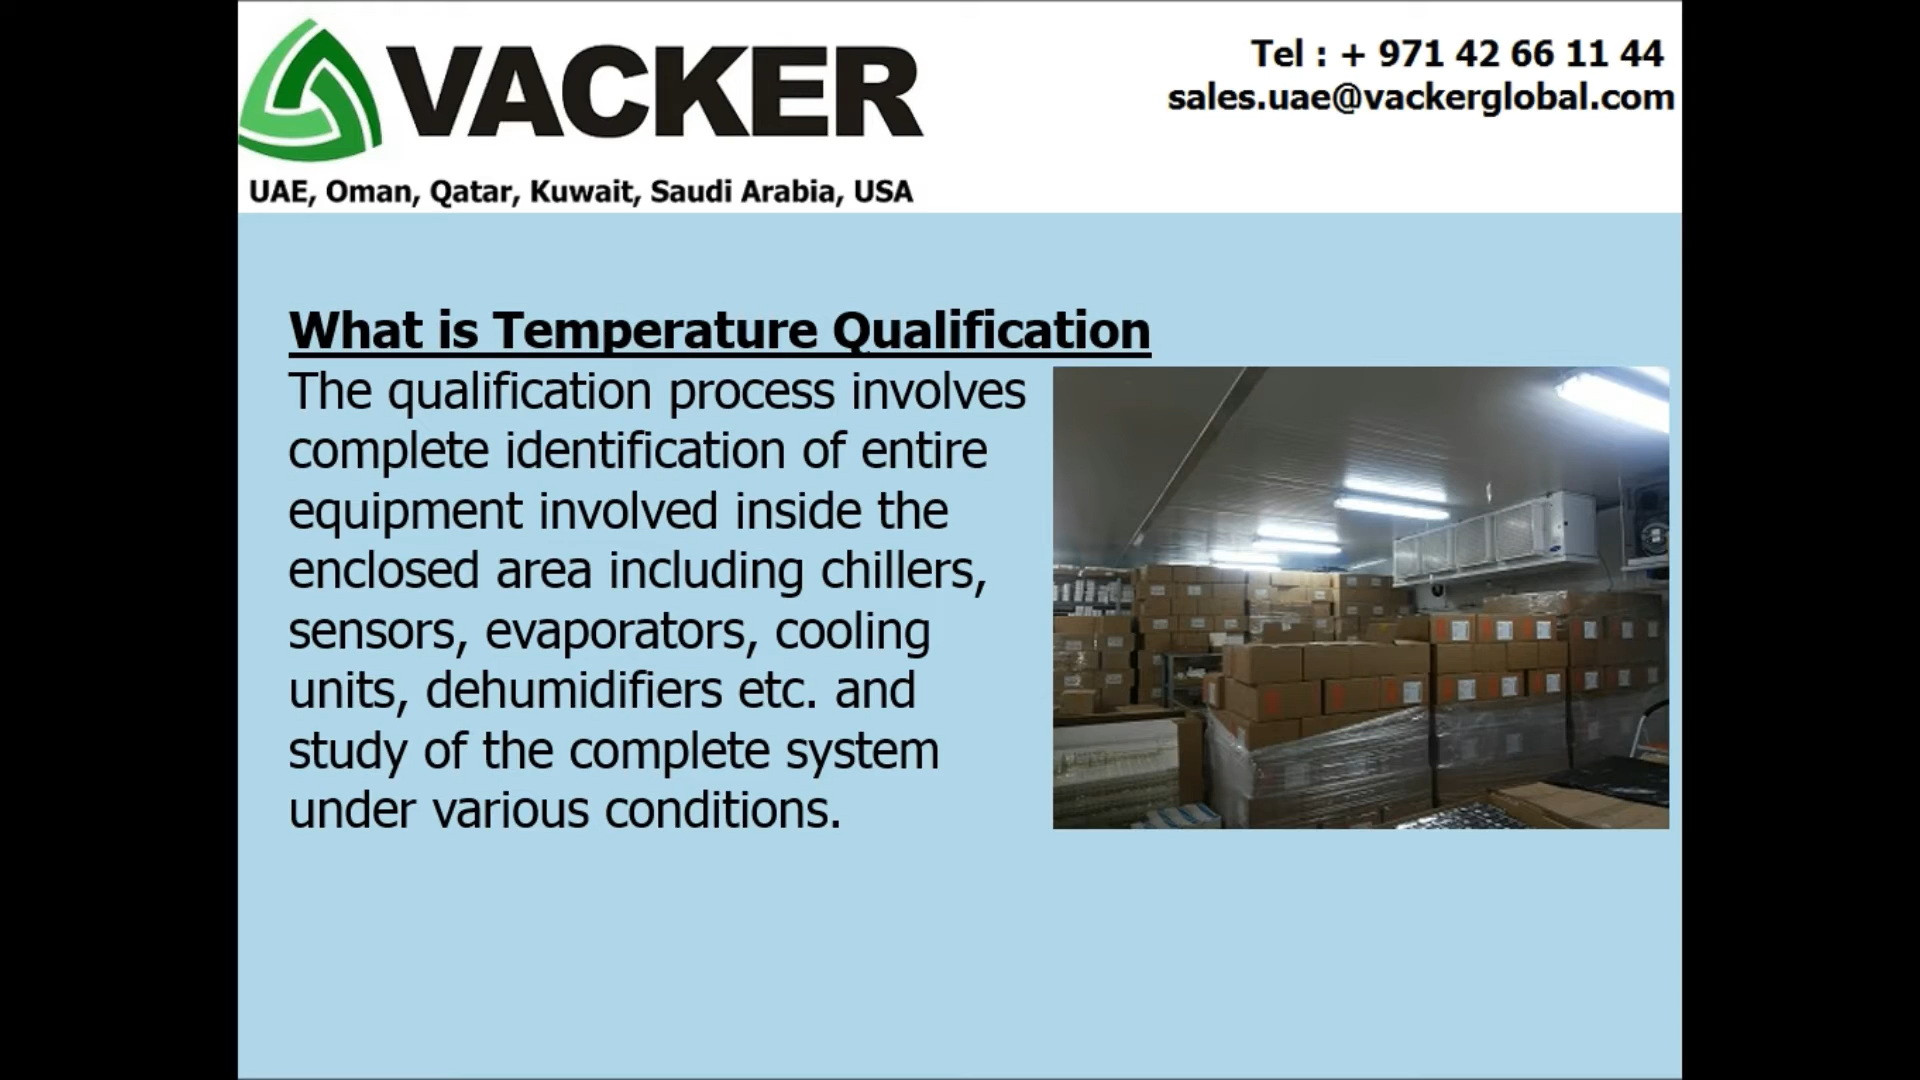 VACKER
UAE, Oman, Qatar, Kuwait, Saudi Arabia, USA
Tel : + 971 42 66 11 44
sales.uae@vackerglobal.com
What is Temperature Qualification
The qualification process involves
complete identification of entire
equipment involved inside the
enclosed area including chillers,
sensors, evaporators, cooling
units, dehumidifiers etc. and
study of the complete system
under various conditions.